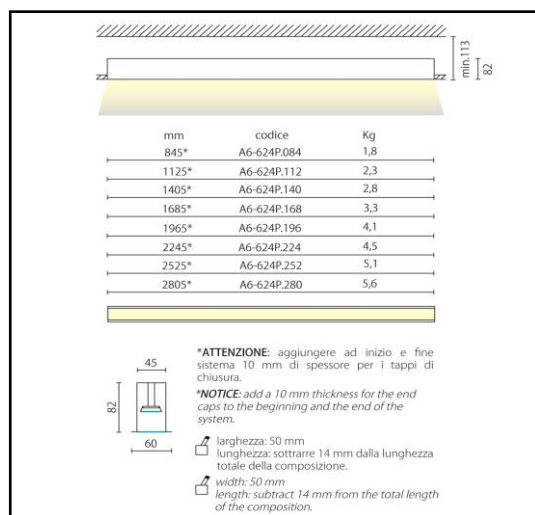 min.113
82
mm codice Kg
845* A6-624P.084 1,8
1125* A6-624P.112 2,3
1405* A6-624P.140 2,8
1685* A6-624P.168 3,3
1965* A6-624P.196 4,1
2245* A6-624P.224 4,5
2525* A6-624P.252 5,1
2805* A6-624P.280 5,6
45
82
60
*ATTENZIONE: aggiungere ad inizio e fine
sistema 10 mm di spessore per i tappi di
chiusura.
*NOTICE: add a 10 mm thickness for the end
caps to the beginning and the end of the
system.
larghezza: 50 mm
lunghezza: sottrarre 14 mm dalla lunghezza
totale della composizione.
width: 50 mm
length: subtract 14 mm from the total length
of the composition.